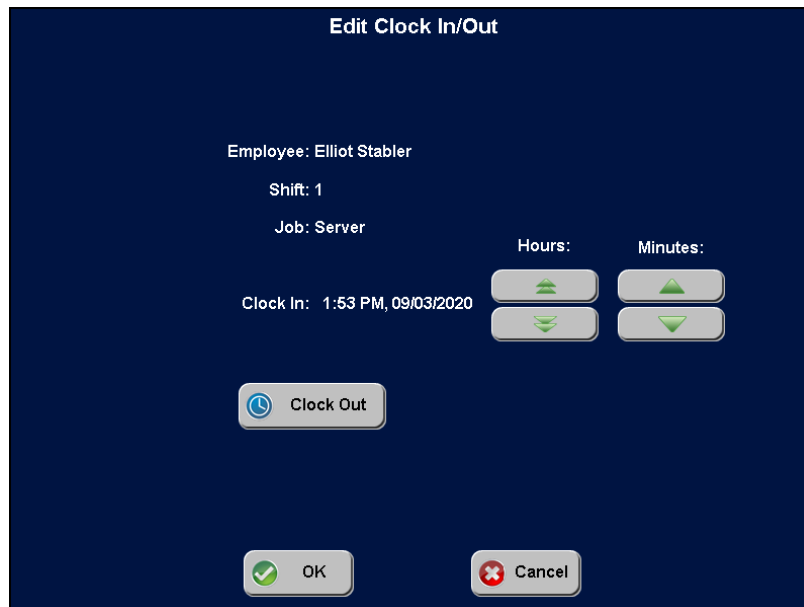 Edit Clock In/Out
Employee: Elliot Stabler
Shift: 1
Job: Server
Hours: Minutes:
Clock In: 1:53 PM, 09/03/2020
Clock Out
OK Cancel